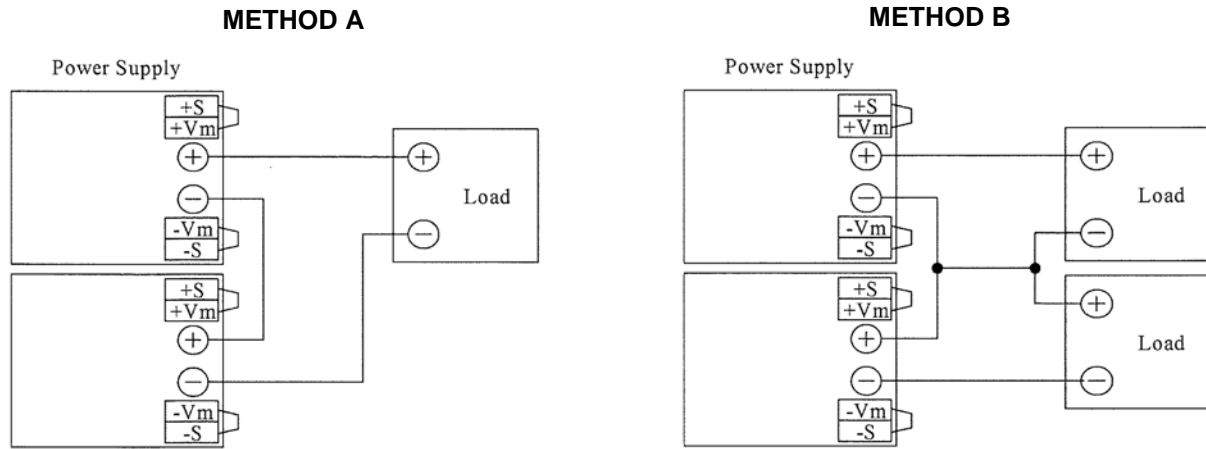 METHOD A
Power Supply
+S
+Vm
+
−
-Vm
-S
+S
+Vm
+
−
-Vm
-S
+
Load
−
METHOD B
Power Supply
+S
+Vm
+
−
-Vm
-S
+S
+Vm
+
−
-Vm
-S
+
Load
−
+
Load
−